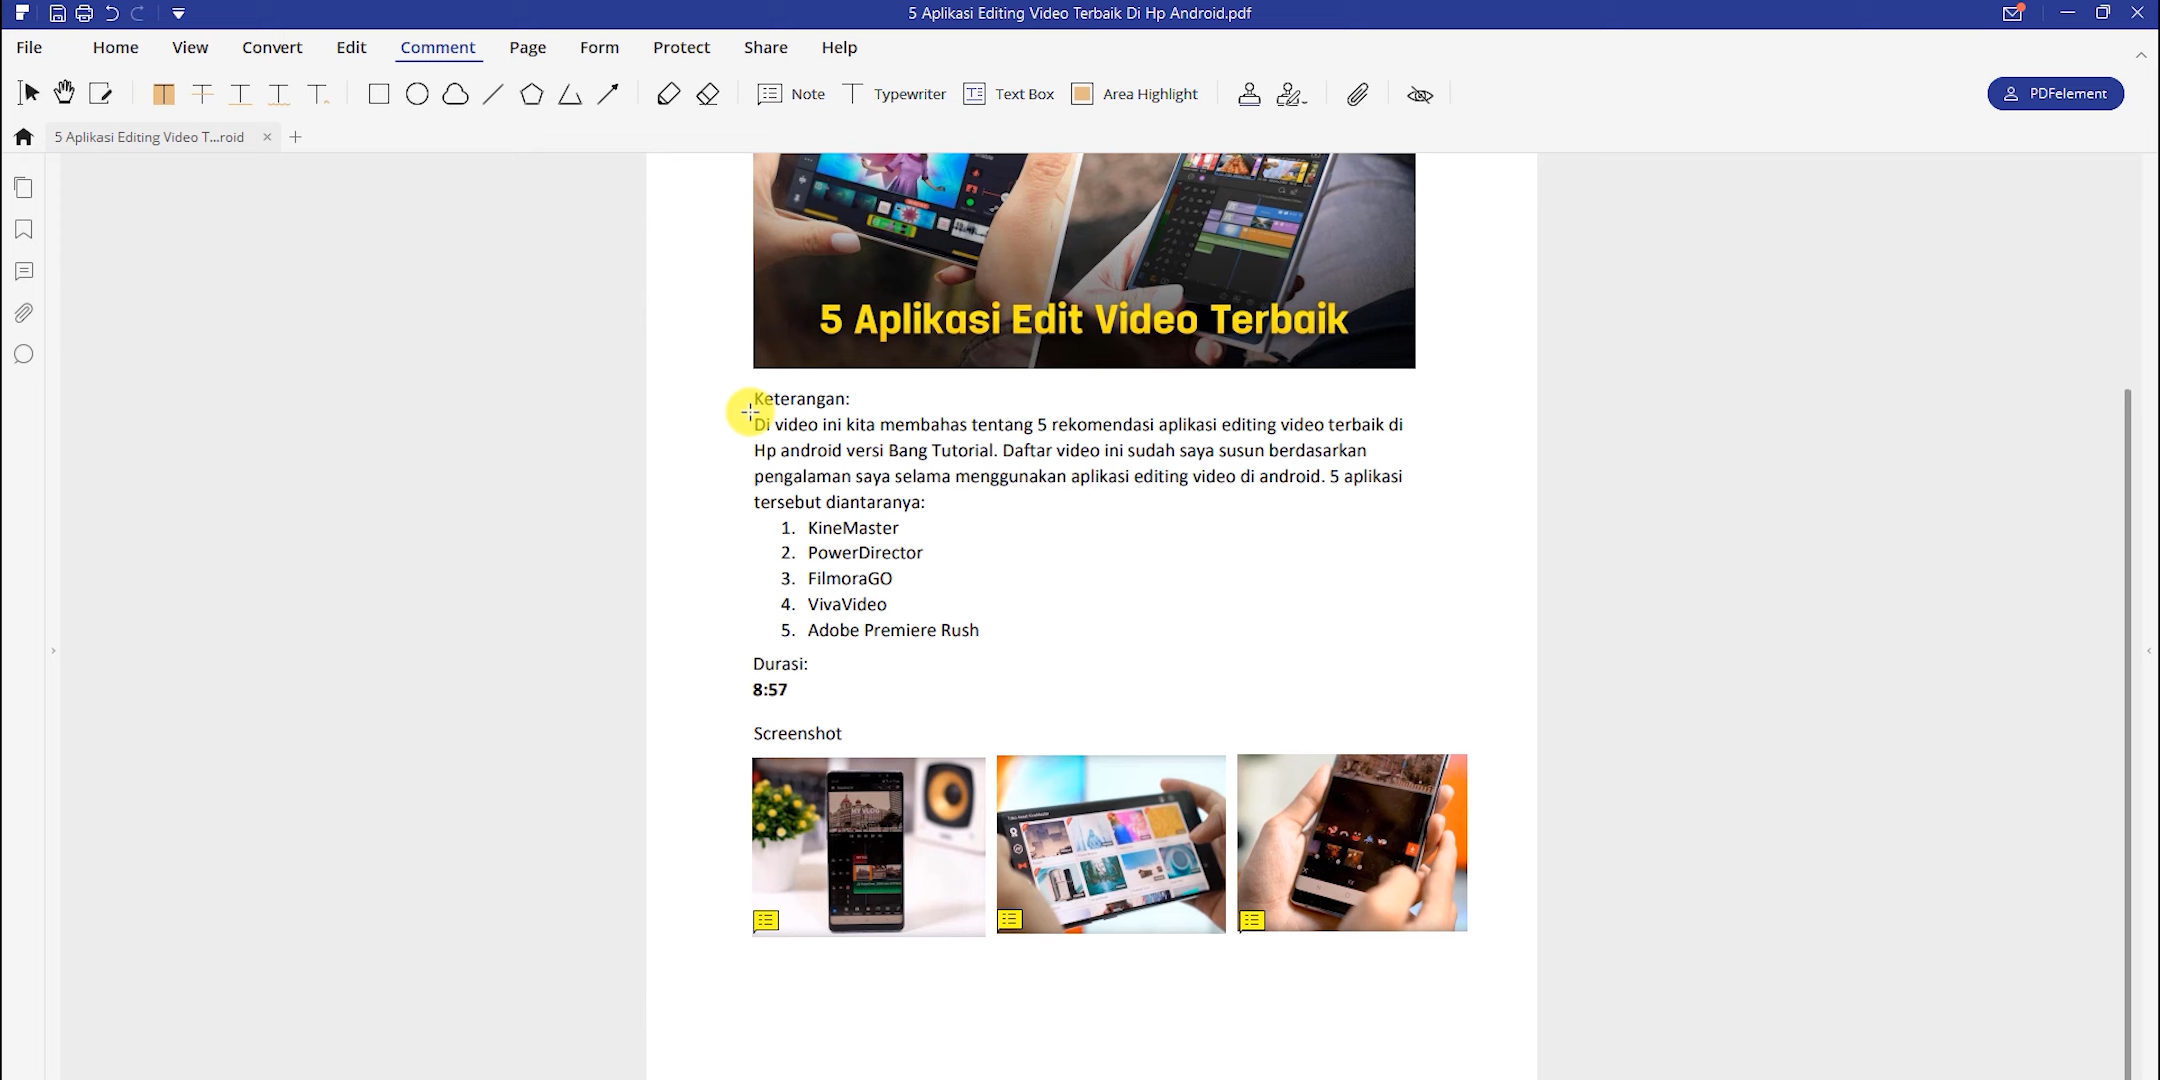 5 Aplikasi Editing Video Terbaik Di Hp Android.pdf
File Home View Convert Edit Comment Page Form Protect Share Help
Note Typewriter Text Box Area Highlight PDFelement
5 Aplikasi Editing Video T...roid
5 Aplikasi Edit Video Terbaik
Keterangan:
Di video ini kita membahas tentang 5 rekomendasi aplikasi editing video terbaik di
Hp android versi Bang Tutorial. Daftar video ini sudah saya susun berdasarkan
pengalaman saya selama menggunakan aplikasi editing video di android. 5 aplikasi
tersebut diantaranya:
1. KineMaster
2. PowerDirector
3. FilmoraGO
4. VivaVideo
5. Adobe Premiere Rush
Durasi:
8:57
Screenshot
MY VLOG